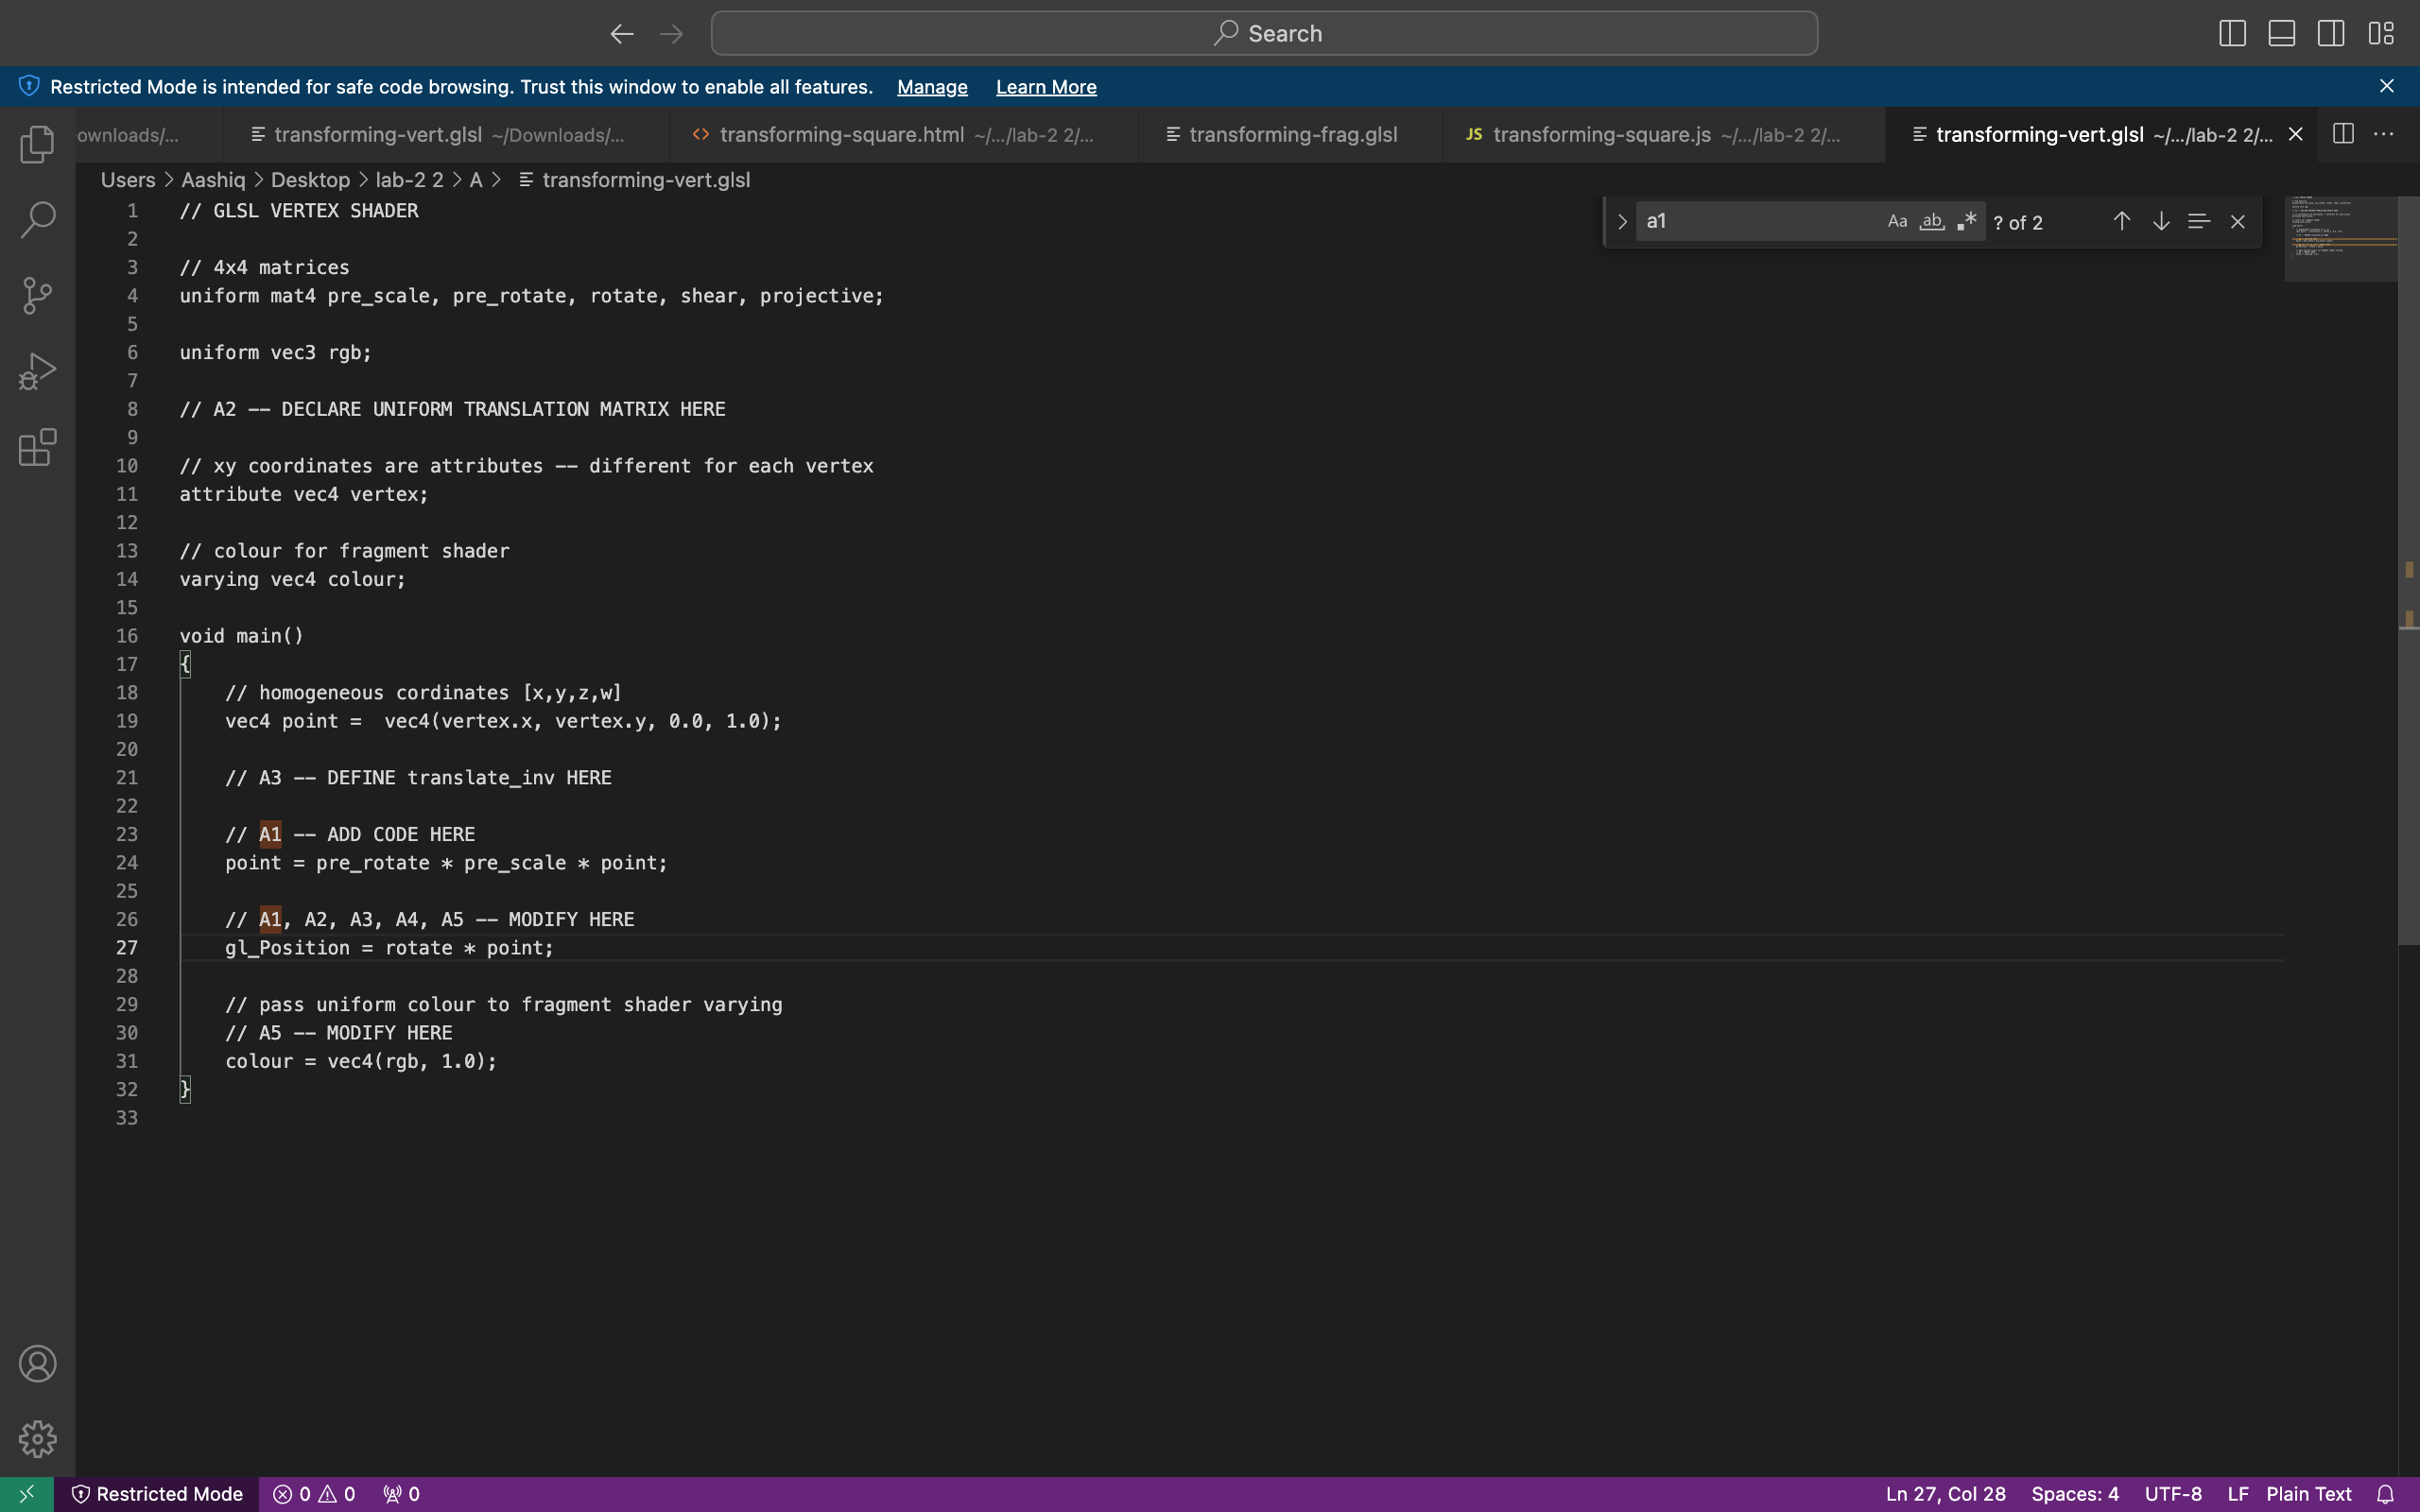 Search
Restricted Mode is intended for safe code browsing. Trust this window to enable all features. Manage Learn More
ownloads/... transforming-vert.glsl ~/Downloads/... transforming-square.html ~/.../lab-2 2/... transforming-frag.glsl JS transforming-square.js ~/.../lab-2 2/... transforming-vert.glsl ~/.../lab-2 2/...
Users > Aashiq > Desktop > lab-2 2 > A > transforming-vert.glsl
a1 Aa ab .* ? of 2
1 // GLSL VERTEX SHADER
2
3 // 4x4 matrices
4 uniform mat4 pre_scale, pre_rotate, rotate, shear, projective;
5
6 uniform vec3 rgb;
7
8 // A2 -- DECLARE UNIFORM TRANSLATION MATRIX HERE
9
10 // xy coordinates are attributes -- different for each vertex
11 attribute vec4 vertex;
12
13 // colour for fragment shader
14 varying vec4 colour;
15
16 void main()
17 {
18 // homogeneous cordinates [x,y,z,w]
19 vec4 point =  vec4(vertex.x, vertex.y, 0.0, 1.0);
20
21 // A3 -- DEFINE translate_inv HERE
22
23 // A1 -- ADD CODE HERE
24 point = pre_rotate * pre_scale * point;
25
26 // A1, A2, A3, A4, A5 -- MODIFY HERE
27 gl_Position = rotate * point;
28
29 // pass uniform colour to fragment shader varying
30 // A5 -- MODIFY HERE
31 colour = vec4(rgb, 1.0);
32 }
33
Restricted Mode 0 0 0 Ln 27, Col 28 Spaces: 4 UTF-8 LF Plain Text